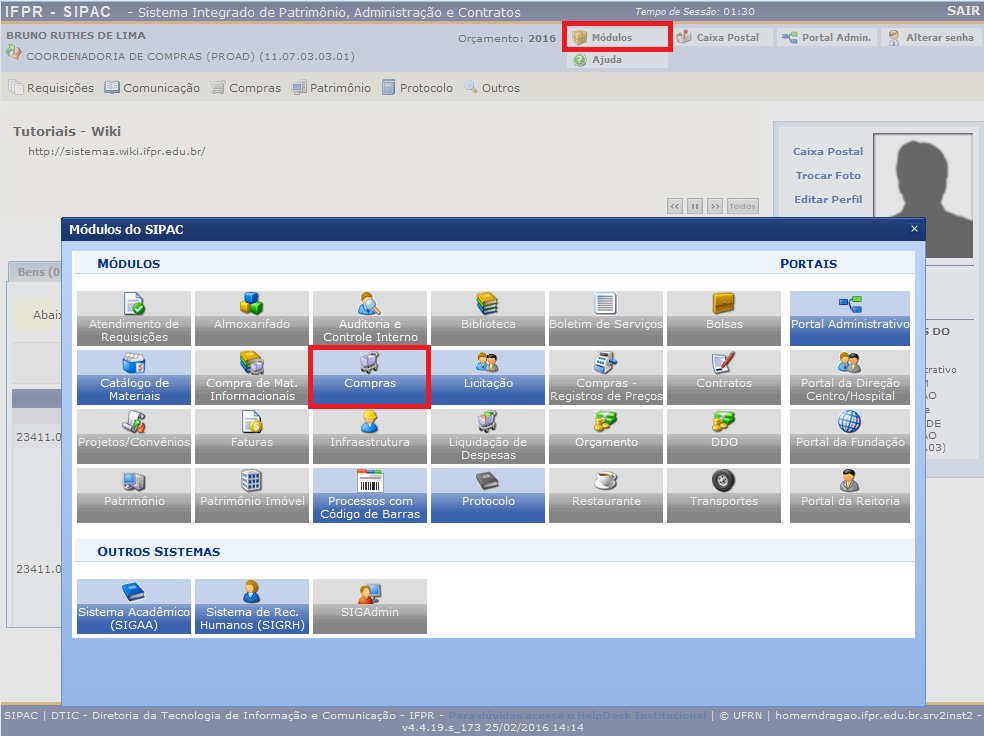 IFPR - SIPAC - Sistema Integrado de Patrimônio, Administração e Contratos
Tempo de Sessão: 01:30
SAIR
BRUNO RUTHES DE LIMA
Orçamento: 2016
Módulos
Caixa Postal
Portal Admin.
Alterar senha
COORDENADORIA DE COMPRAS (PROAD) (11.07.03.03.01)
Ajuda
Requisições
Comunicação
Compras
Patrimônio
Protocolo
Outros
Tutoriais - Wiki
http://sistemas.wiki.ifpr.edu.br/
Caixa Postal
Trocar Foto
Editar Perfil
<< II >> Todas
Módulos do SIPAC ×
MÓDULOS
PORTAIS
Bens (0
Abai
23411.0
23411.0
S DO
trativo
M
ÃO
e
DE
ÃO
.03)
Atendimento de
Requisições
Almoxarifado
Auditoria e
Controle Interno
Biblioteca
Boletim de Serviços
Bolsas
Portal Administrativo
Catálogo de
Materiais
Compra de Mat.
Informacionais
Compras
Licitação
Compras -
Registros de Preços
Contratos
Portal da Direção
Centro/Hospital
Projetos/Convênios
Faturas
Infraestrutura
Liquidação de
Despesas
Orçamento
DDO
Portal da Fundação
Patrimônio
Patrimônio Imóvel
Processos com
Código de Barras
Protocolo
Restaurante
Transportes
Portal da Reitoria
OUTROS SISTEMAS
Sistema Acadêmico
(SIGAA)
Sistema de Rec.
Humanos (SIGRH)
SIGAdmin
SIPAC | DTIC - Diretoria da Tecnologia de Informação e Comunicação - IFPR - Para dúvidas acesse o HelpDesk Institucional | © UFRN | homemdragao.ifpr.edu.br.srv2inst2 -
v4.4.19.s_173 25/02/2016 14:14